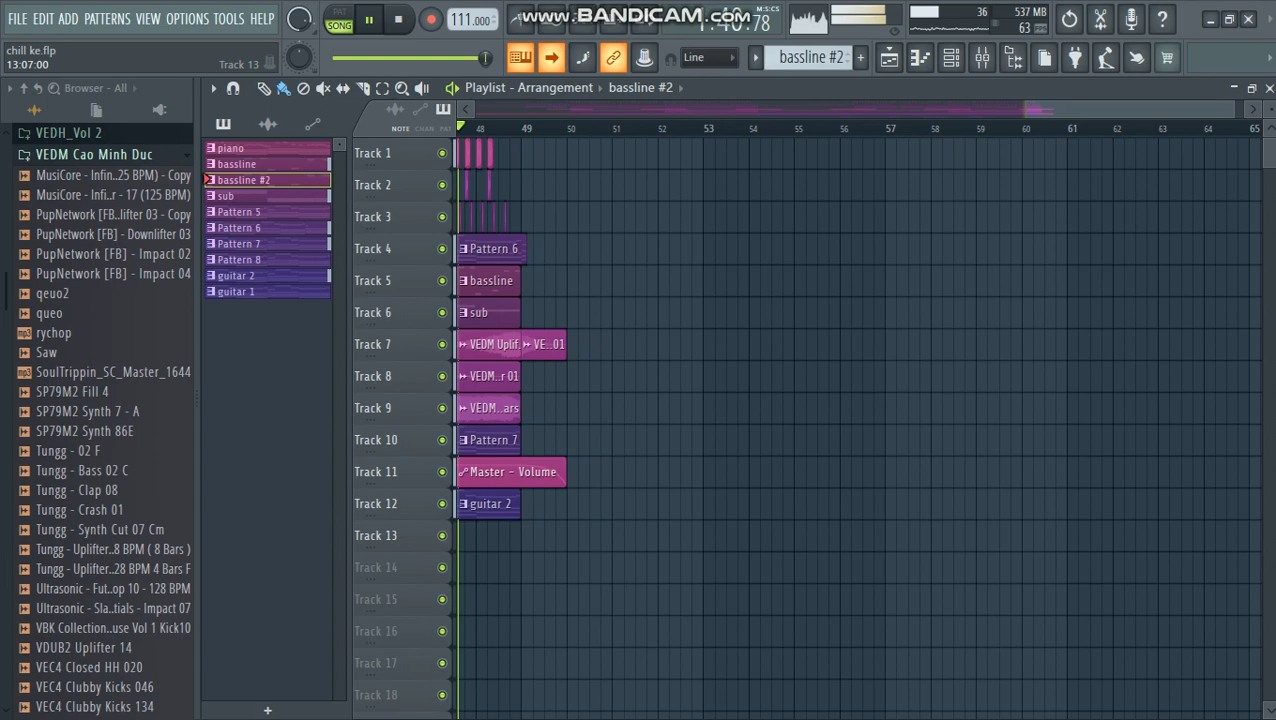 FILE EDIT PATTERNS VIEW OPTIONS TOOLS HELP
PAT
SONG
111.000
www.BANDICAM.com
1:40:78
M:S:CS
36
537 MB
63
chill ke.flp
13:07:00
Track 13
Line
bassline #2
Browser - All
Playlist - Arrangement
bassline #2
VEDH_Vol 2
VEDM Cao Minh Duc
MusiCore - Infin...25 BPM) - Copy
MusiCore - Infi...r - 17 (125 BPM)
PupNetwork [FB]...lifter 03 - Copy
PupNetwork [FB] - Downlifter 03
PupNetwork [FB] - Impact 02
PupNetwork [FB] - Impact 04
qeuo2
queo
rychop
Saw
SoulTrippin_SC_Master_1644
SP79M2 Fill 4
SP79M2 Synth 7 - A
SP79M2 Synth 86E
Tungg - 02 F
Tungg - Bass 02 C
Tungg - Clap 08
Tungg - Crash 01
Tungg - Synth Cut 07 Cm
Tungg - Uplifter...8 BPM ( 8 Bars )
Tungg - Uplifter...28 BPM 4 Bars F
Ultrasonic - Fut...op 10 - 128 BPM
Ultrasonic - Sla...tials - Impact 07
VBK Collection...use Vol 1 Kick10
VDUB2 Uplifter 14
VEC4 Closed HH 020
VEC4 Clubby Kicks 046
VEC4 Clubby Kicks 134
piano
bassline
bassline #2
sub
Pattern 5
Pattern 6
Pattern 7
Pattern 8
guitar 2
guitar 1
NOTE CHAN PAT
48 49 50 51 52 53 54 55 56 57 58 59 60 61 62 63 64 65
Track 1
Track 2
Track 3
Track 4
Pattern 6
Track 5
bassline
Track 6
sub
Track 7
VEDM Uplif. VE...01
Track 8
VEDM...r 01
Track 9
VEDM...ars
Track 10
Pattern 7
Track 11
Master - Volume
Track 12
guitar 2
Track 13
Track 14
Track 15
Track 16
Track 17
Track 18